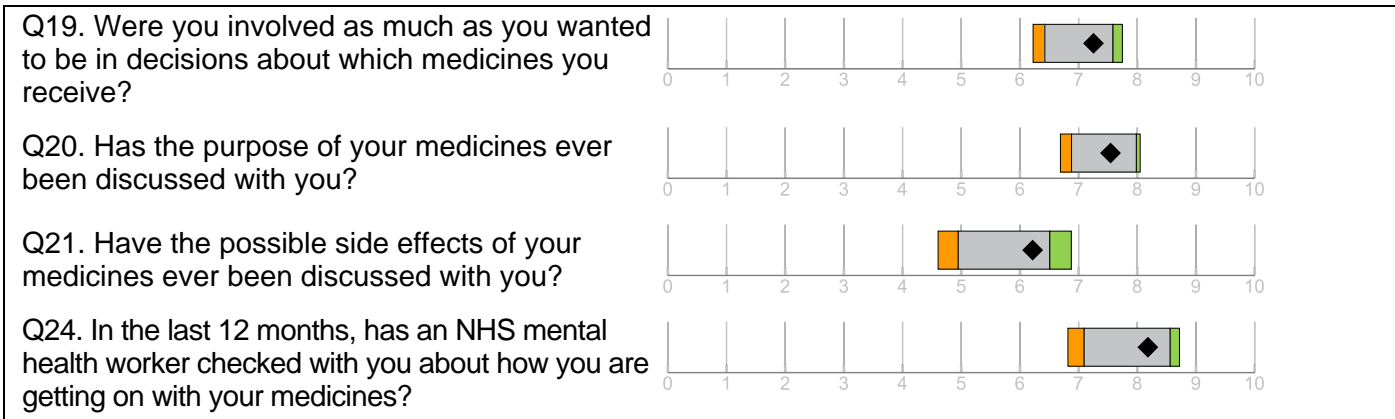 Q19. Were you involved as much as you wanted
to be in decisions about which medicines you
receive?
0 1 2 3 4 5 6 7 8 9 10
Q20. Has the purpose of your medicines ever
been discussed with you?
0 1 2 3 4 5 6 7 8 9 10
Q21. Have the possible side effects of your
medicines ever been discussed with you?
0 1 2 3 4 5 6 7 8 9 10
Q24. In the last 12 months, has an NHS mental
health worker checked with you about how you are
getting on with your medicines?
0 1 2 3 4 5 6 7 8 9 10